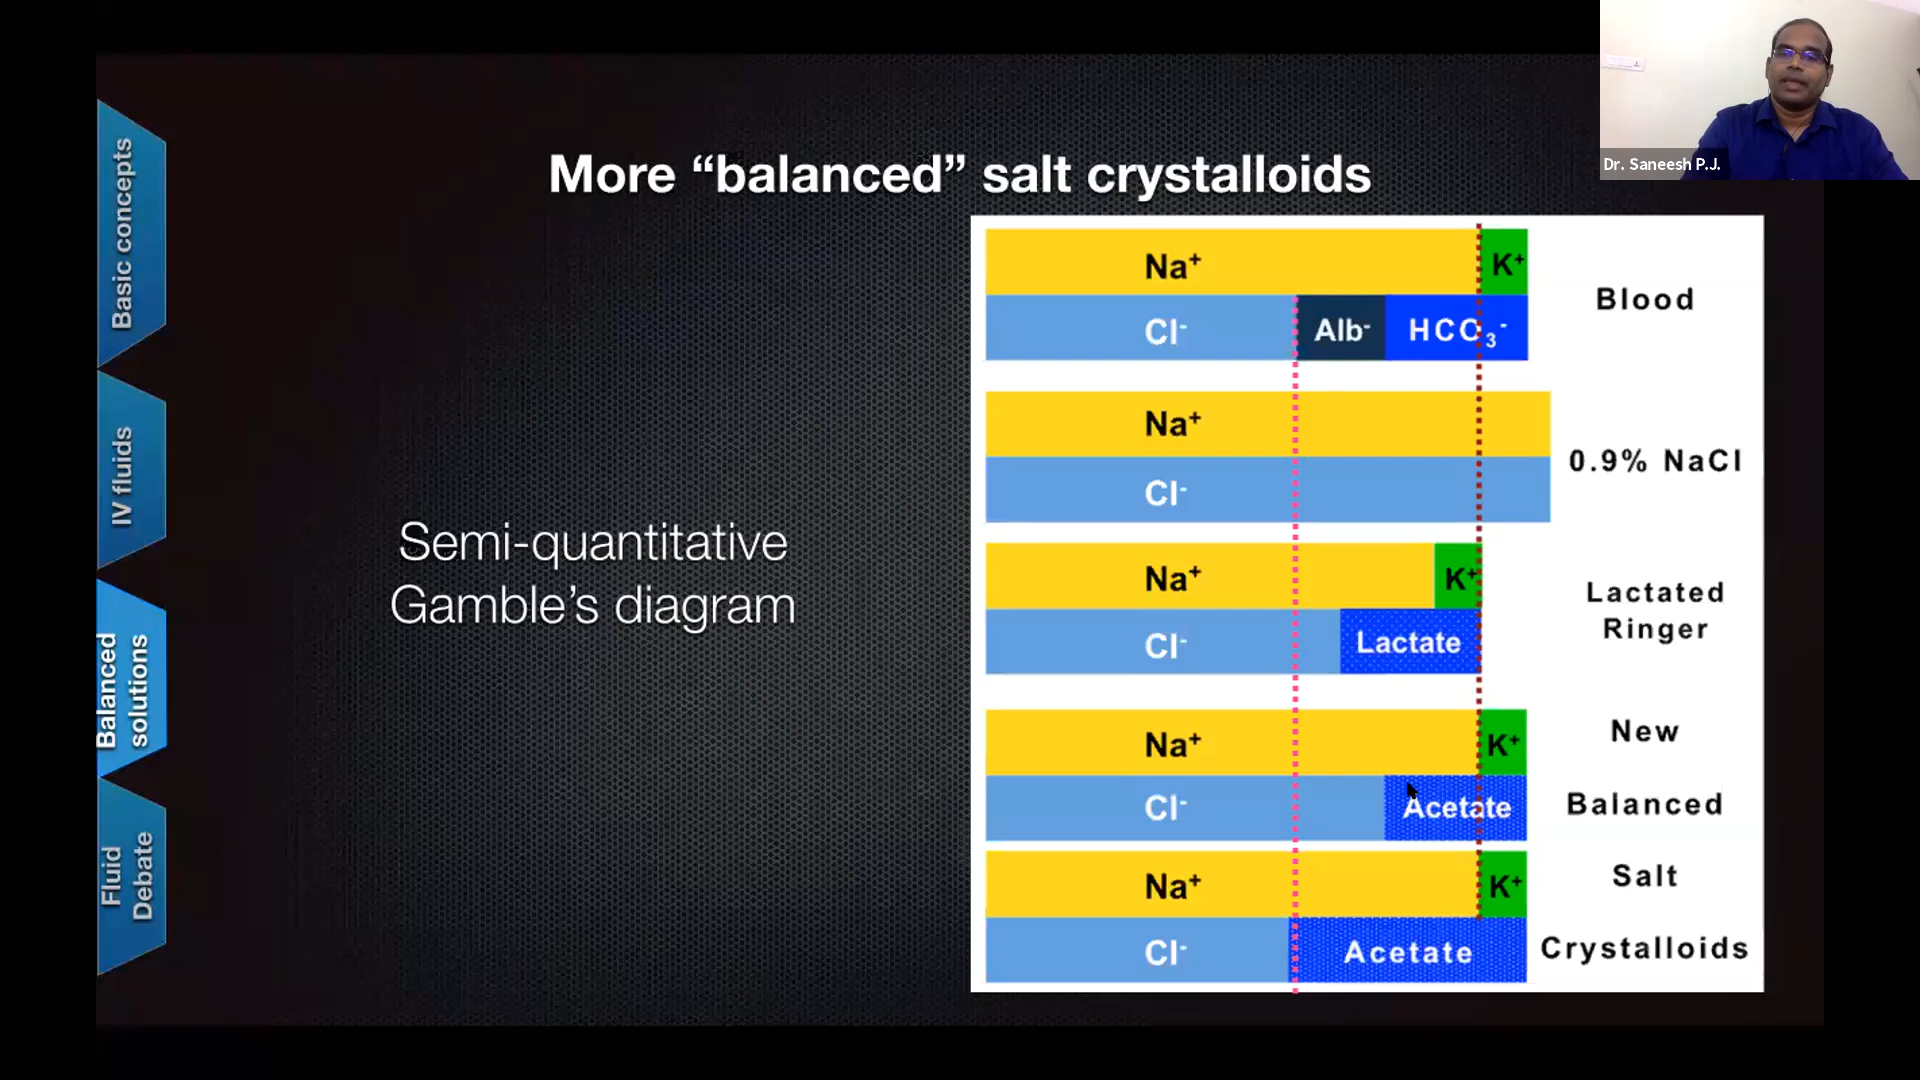 Dr. Saneesh P.J.
More “balanced” salt crystalloids
Basic concepts
IV fluids
Balanced
solutions
Fluid
Debate
Semi-quantitative
Gamble’s diagram
Na⁺ K⁺
Cl⁻ Alb⁻ HCO₃⁻
Blood
Na⁺
Cl⁻
0.9% NaCl
Na⁺ K⁺
Cl⁻ Lactate
Lactated
Ringer
Na⁺ K⁺
Cl⁻ Acetate
Na⁺ K⁺
Cl⁻ Acetate
New
Balanced
Salt
Crystalloids